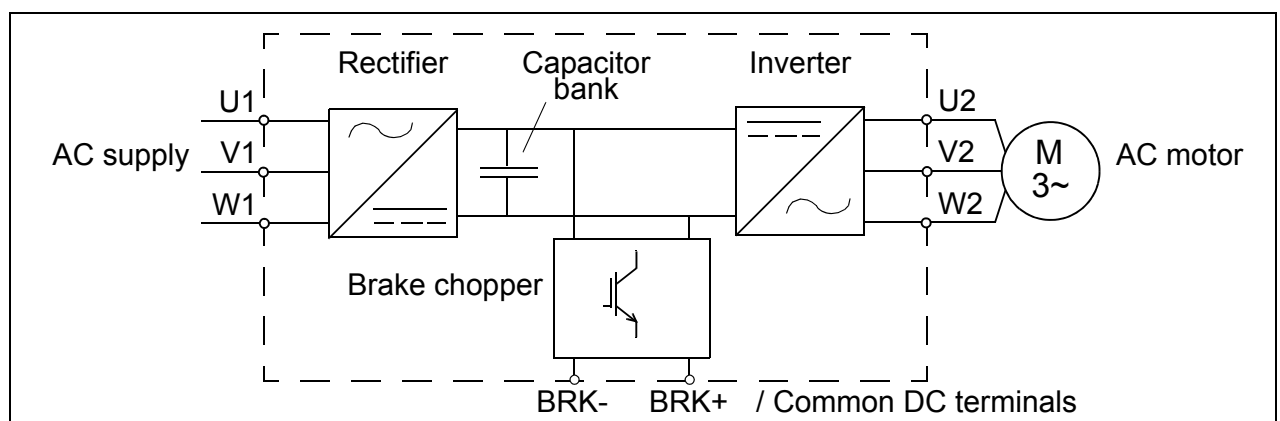 Rectifier
Capacitor
bank
Inverter
U1
U2
AC supply
V1
V2
M
3~
AC motor
W1
W2
Brake chopper
BRK-
BRK+
/ Common DC terminals